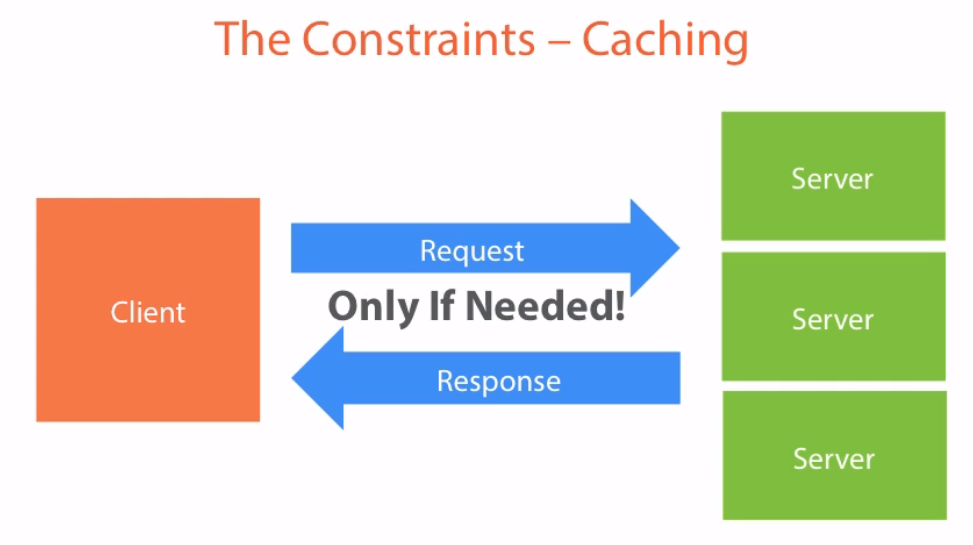 The Constraints – Caching
Server
Request
Only If Needed!
Client
Server
Response
Server